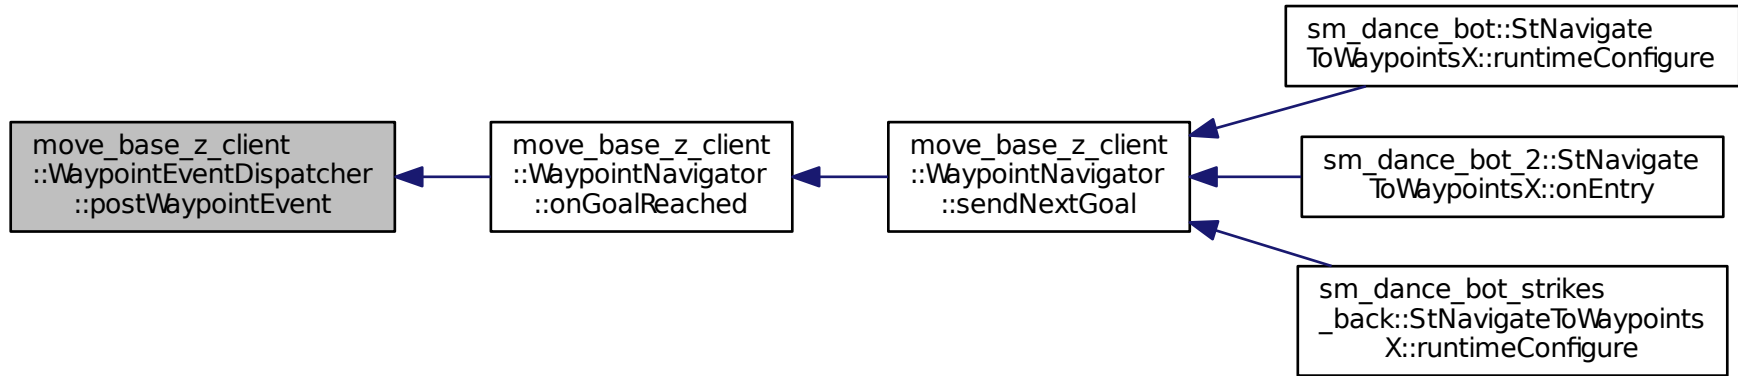 move_base_z_client
::WaypointEventDispatcher
::postWaypointEvent
move_base_z_client
::WaypointNavigator
::onGoalReached
move_base_z_client
::WaypointNavigator
::sendNextGoal
sm_dance_bot::StNavigate
ToWaypointsX::runtimeConfigure
sm_dance_bot_2::StNavigate
ToWaypointsX::onEntry
sm_dance_bot_strikes
_back::StNavigateToWaypoints
X::runtimeConfigure